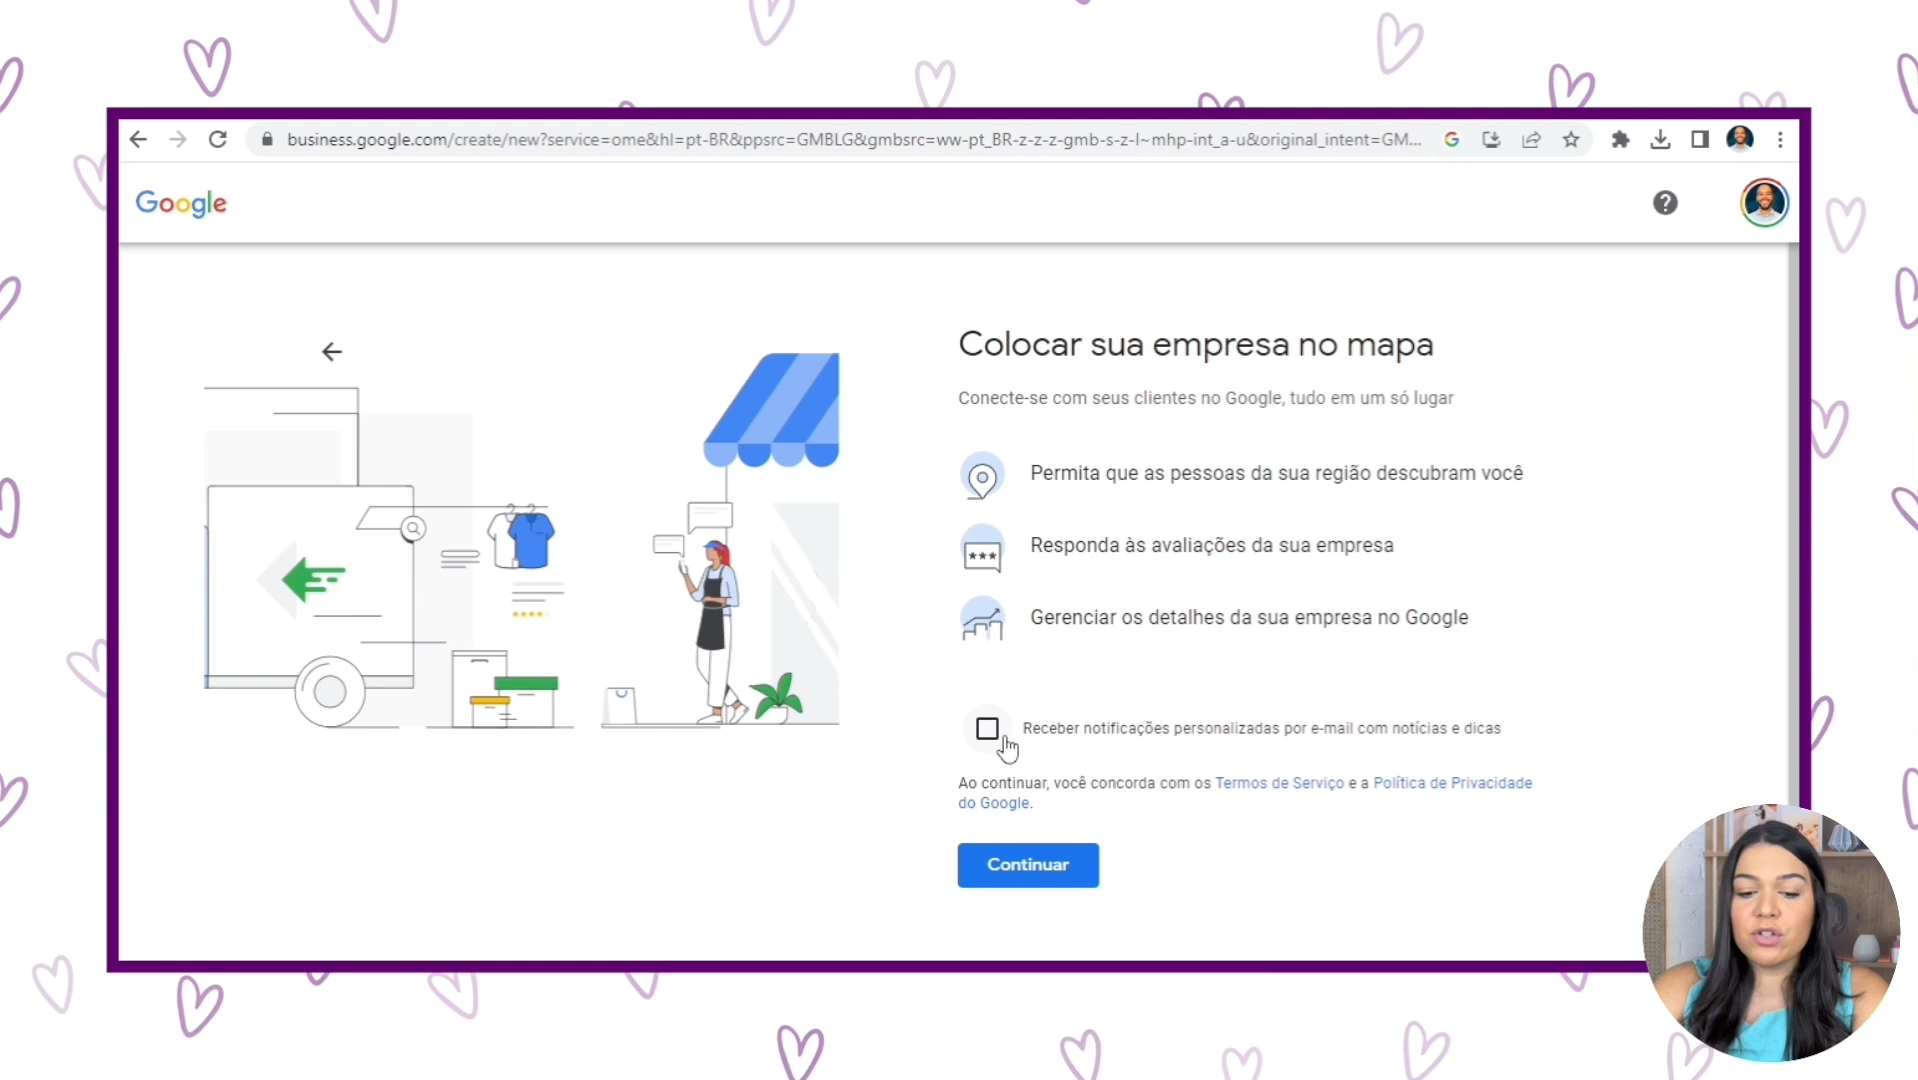 business.google.com/create/new?service=ome&hl=pt-BR&ppsrc=GMBLG&gmbsrc=ww-pt_BR-z-z-z-gmb-s-z-l~mhp-int_a-u&original_intent=GM...
Google
Colocar sua empresa no mapa
Conecte-se com seus clientes no Google, tudo em um só lugar
Permita que as pessoas da sua região descubram você
Responda às avaliações da sua empresa
Gerenciar os detalhes da sua empresa no Google
Receber notificações personalizadas por e-mail com notícias e dicas
Ao continuar, você concorda com os Termos de Serviço e a Política de Privacidade
do Google.
Continuar